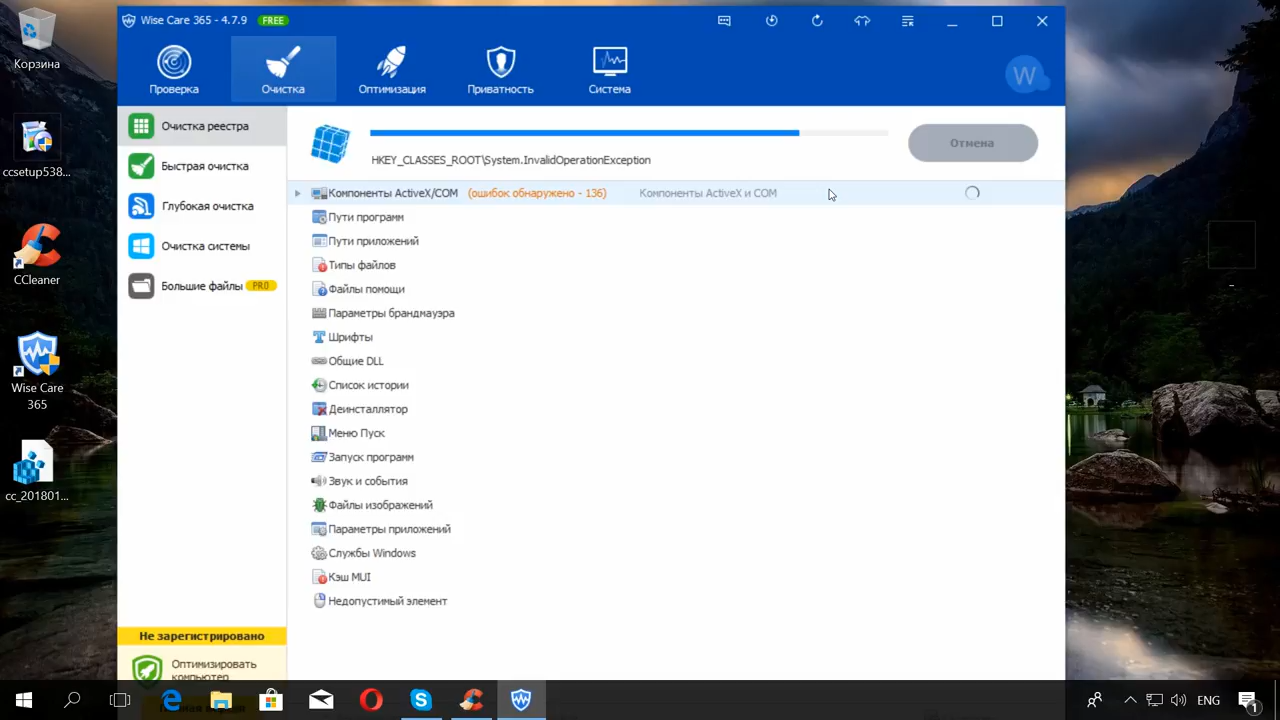 Wise Care 365 - 4.7.9 FREE
Проверка
Очистка
Оптимизация
Приватность
Система
W
Корзина
ccsetup538...
CCleaner
Wise Care
365
cc_201801...
Очистка реестра
Быстрая очистка
Глубокая очистка
Очистка системы
Большие файлы PRO
HKEY_CLASSES_ROOT\System.InvalidOperationException
Отмена
Компоненты ActiveX/COM (ошибок обнаружено - 136) Компоненты ActiveX и COM
Пути программ
Пути приложений
Типы файлов
Файлы помощи
Параметры брандмауэра
Шрифты
Общие DLL
Список истории
Деинсталлятор
Меню Пуск
Запуск программ
Звук и события
Файлы изображений
Параметры приложений
Службы Windows
Кэш MUI
Недопустимый элемент
Не зарегистрировано
Оптимизировать
компьютер
ENG
1